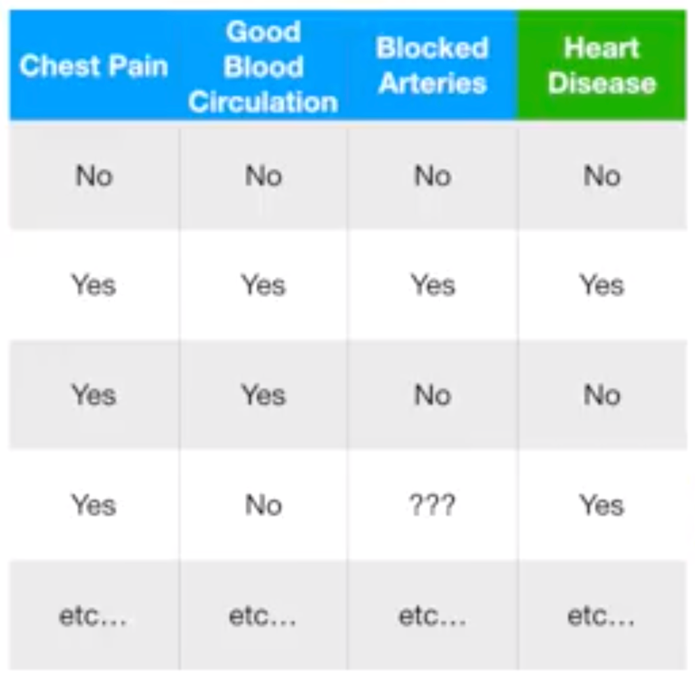 Chest Pain Good Blood Circulation Blocked Arteries Heart Disease
No No No No
Yes Yes Yes Yes
Yes Yes No No
Yes No ??? Yes
etc... etc... etc... etc...